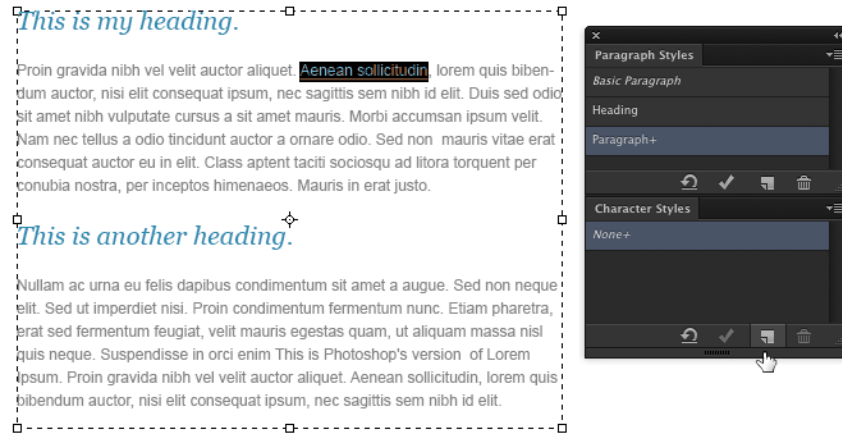 This is my heading.
Proin gravida nibh vel velit auctor aliquet. Aenean sollicitudin, lorem quis biben-
dum auctor, nisi elit consequat ipsum, nec sagittis sem nibh id elit. Duis sed odio
sit amet nibh vulputate cursus a sit amet mauris. Morbi accumsan ipsum velit.
Nam nec tellus a odio tincidunt auctor a ornare odio. Sed non  mauris vitae erat
consequat auctor eu in elit. Class aptent taciti sociosqu ad litora torquent per
conubia nostra, per inceptos himenaeos. Mauris in erat justo.
This is another heading.
Nullam ac urna eu felis dapibus condimentum sit amet a augue. Sed non neque
elit. Sed ut imperdiet nisi. Proin condimentum fermentum nunc. Etiam pharetra,
erat sed fermentum feugiat, velit mauris egestas quam, ut aliquam massa nisl
quis neque. Suspendisse in orci enim This is Photoshop's version  of Lorem
Ipsum. Proin gravida nibh vel velit auctor aliquet. Aenean sollicitudin, lorem quis
bibendum auctor, nisi elit consequat ipsum, nec sagittis sem nibh id elit.
Paragraph Styles
Basic Paragraph
Heading
Paragraph+
Character Styles
None+